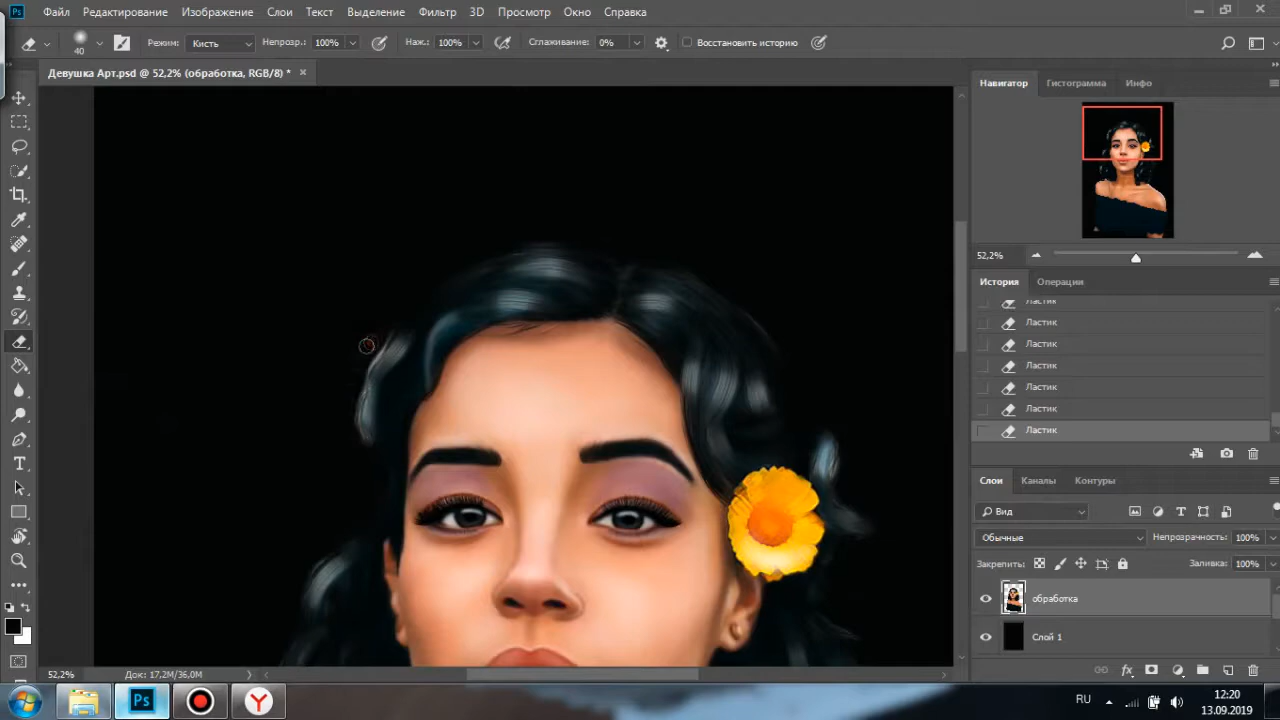 Ps Файл Редактирование Изображение Слои Текст Выделение Фильтр 3D Просмотр Окно Справка
40 Режим: Кисть Непрозр.: 100% Наж.: 100% Сглаживание: 0% Восстановить историю
Девушка Арт.psd @ 52,2% (обработка, RGB/8) *
Навигатор Гистограмма Инфо
52,2%
История Операции
Ластик
Ластик
Ластик
Ластик
Ластик
Ластик
Ластик
Слои Каналы Контуры
Вид
Обычные Непрозрачность: 100%
Закрепить: Заливка: 100%
обработка
Слой 1
52,2% Док: 17,2M/36,0M
Ps Y RU 12:20
13.09.2019